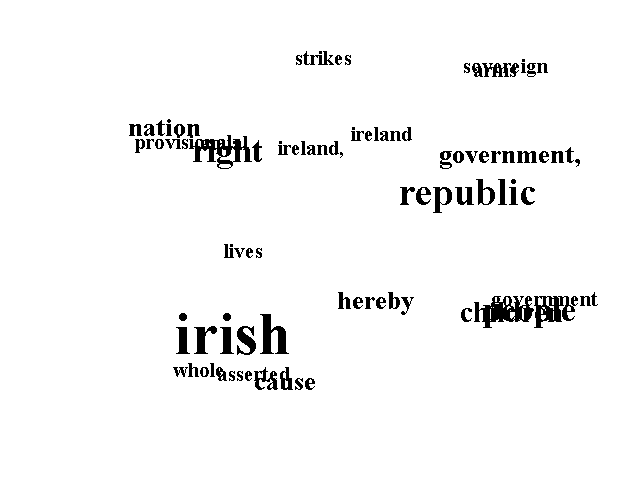 strikes
sovereign
arms
nation
provisional
right
ireland,
ireland
government,
republic
lives
hereby
government
children
people
irish
whole
asserted
cause